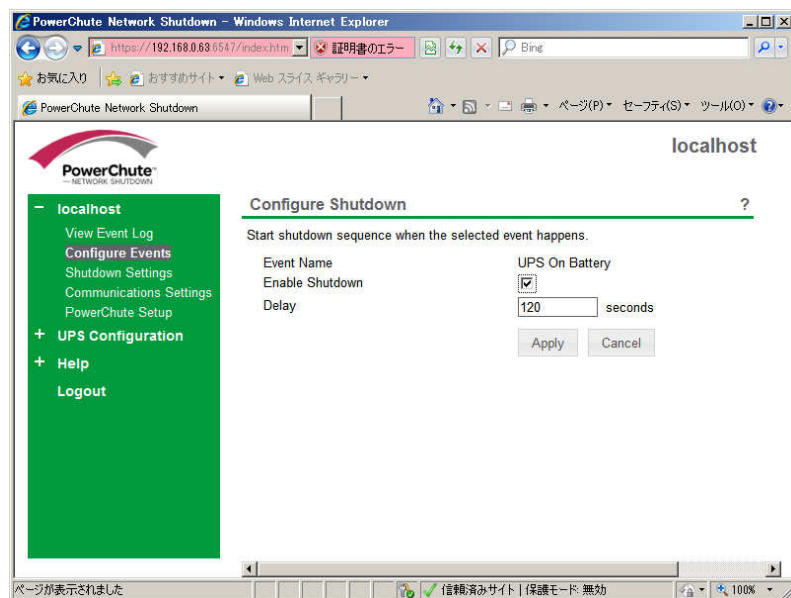 PowerChute Network Shutdown - Windows Internet Explorer
https://192.168.0.63:6547/index.htm 証明書のエラー Bing
お気に入り おすすめサイト Web スライス ギャラリー
PowerChute Network Shutdown ページ(P) セーフティ(S) ツール(O)
PowerChute™
NETWORK SHUTDOWN
localhost
− localhost
View Event Log
Configure Events
Shutdown Settings
Communications Settings
PowerChute Setup
+ UPS Configuration
+ Help
Logout
Configure Shutdown ?
Start shutdown sequence when the selected event happens.
Event Name UPS On Battery
Enable Shutdown
Delay 120 seconds
Apply Cancel
ページが表示されました 信頼済みサイト | 保護モード: 無効 100%